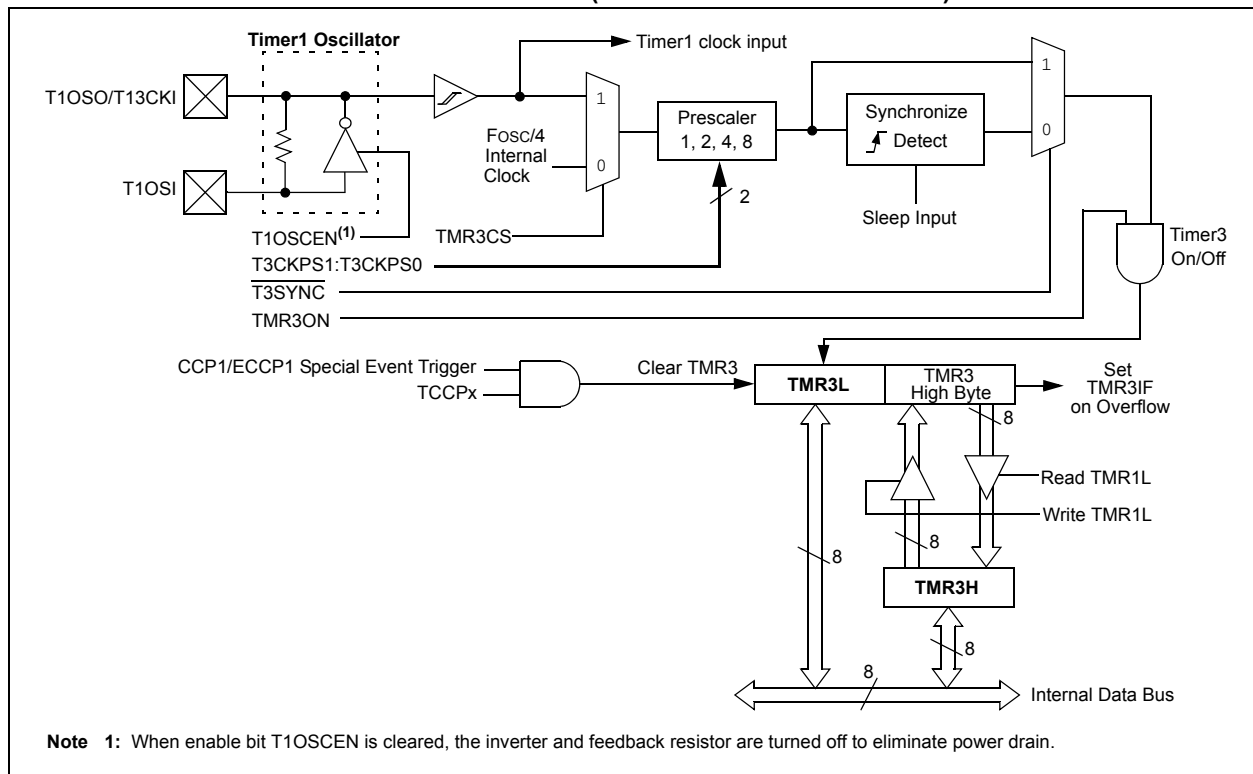 Timer1 Oscillator
Timer1 clock input
T1OSO/T13CKI
T1OSI
1
0
FOSC/4
Internal
Clock
Prescaler
1, 2, 4, 8
2
Synchronize
Detect
Sleep Input
1
0
Timer3
On/Off
T1OSCEN(1)
TMR3CS
T3CKPS1:T3CKPS0
T3SYNC
TMR3ON
CCP1/ECCP1 Special Event Trigger
TCCPx
Clear TMR3
TMR3L
TMR3
High Byte
Set
TMR3IF
on Overflow
8
Read TMR1L
Write TMR1L
8
8
TMR3H
8
8
Internal Data Bus
Note 1: When enable bit T1OSCEN is cleared, the inverter and feedback resistor are turned off to eliminate power drain.